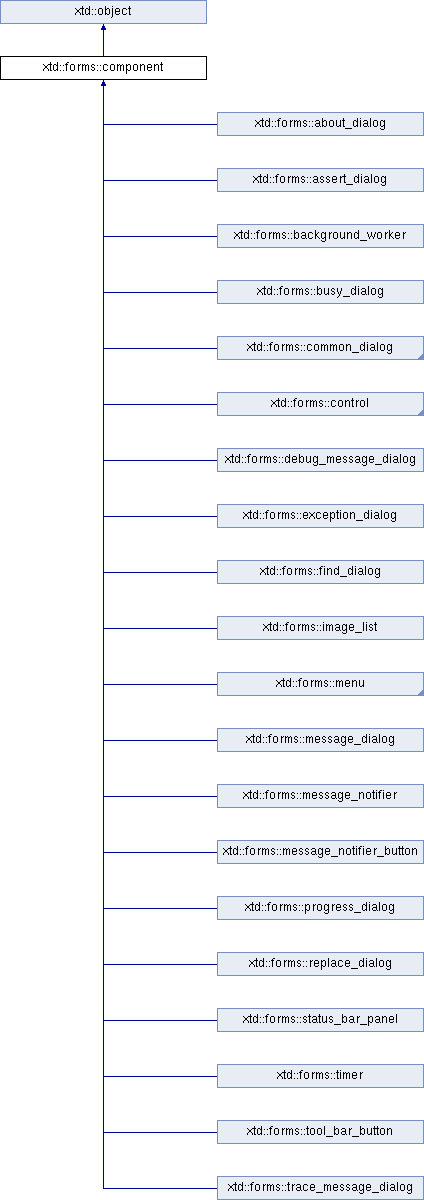 xtd::object
xtd::forms::component
xtd::forms::about_dialog
xtd::forms::assert_dialog
xtd::forms::background_worker
xtd::forms::busy_dialog
xtd::forms::common_dialog
xtd::forms::control
xtd::forms::debug_message_dialog
xtd::forms::exception_dialog
xtd::forms::find_dialog
xtd::forms::image_list
xtd::forms::menu
xtd::forms::message_dialog
xtd::forms::message_notifier
xtd::forms::message_notifier_button
xtd::forms::progress_dialog
xtd::forms::replace_dialog
xtd::forms::status_bar_panel
xtd::forms::timer
xtd::forms::tool_bar_button
xtd::forms::trace_message_dialog